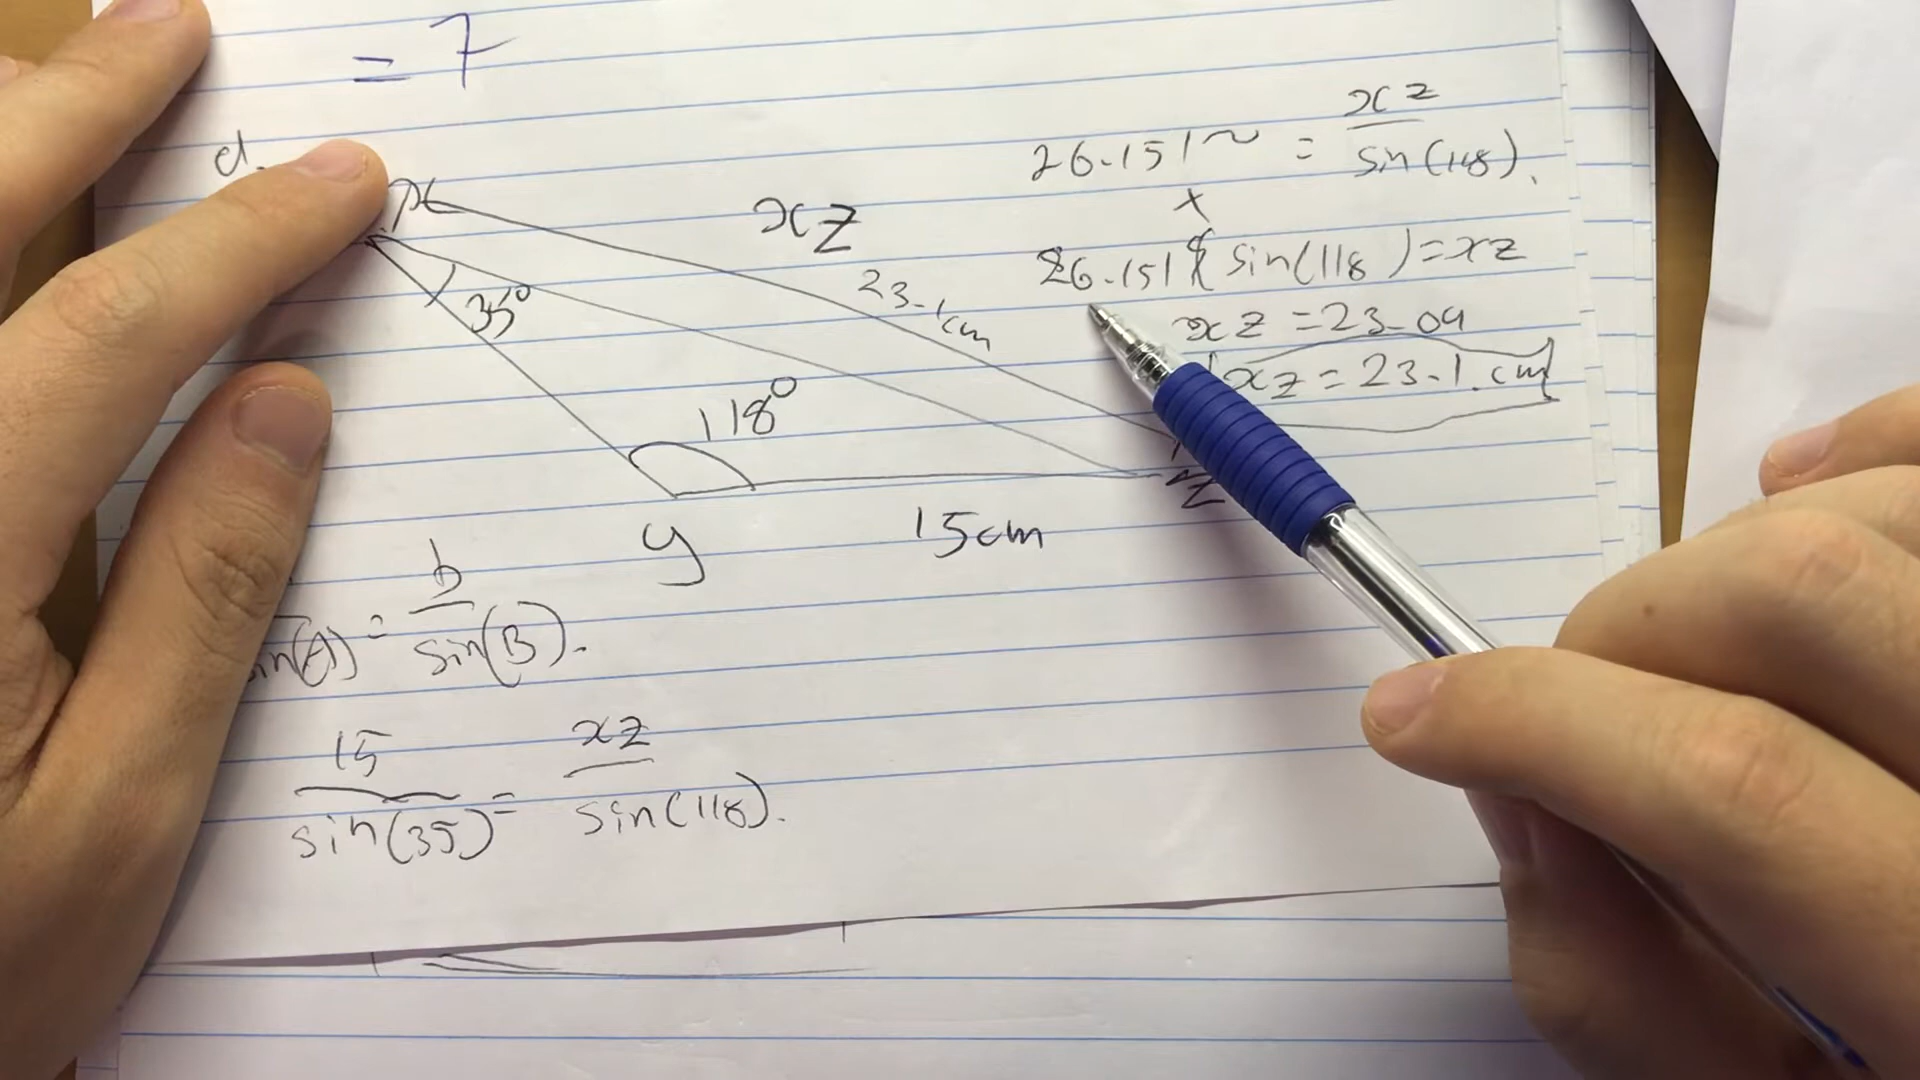 = 7
d.
x
xz
35°
23.1cm
118°
y
15cm
z
b
sin(A) = sin(B).
15 xz
sin(35) = sin(118).
xz
26.151~ = sin(118).
x
26.151 sin(118) = xz
xz = 23.09
xz = 23.1.cm